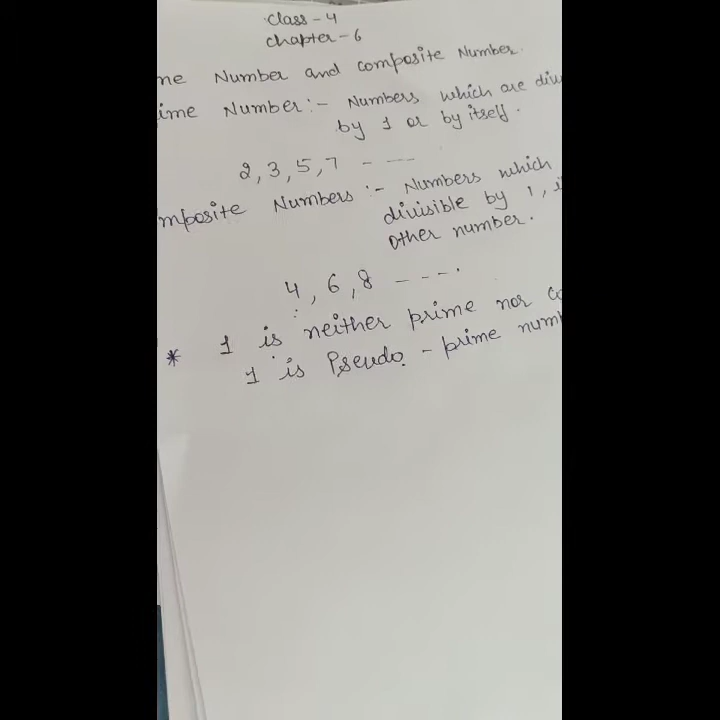 Class - 4
Chapter - 6
me Number and composite Number.
ime Number :- Numbers which are div
by 1 or by itself.
2, 3, 5, 7 - ---
mposite Numbers :- Numbers which
divisible by 1, i
other number.
4, 6, 8 - - - -.
* 1 is neither prime nor co
1 is Pseudo - prime numb